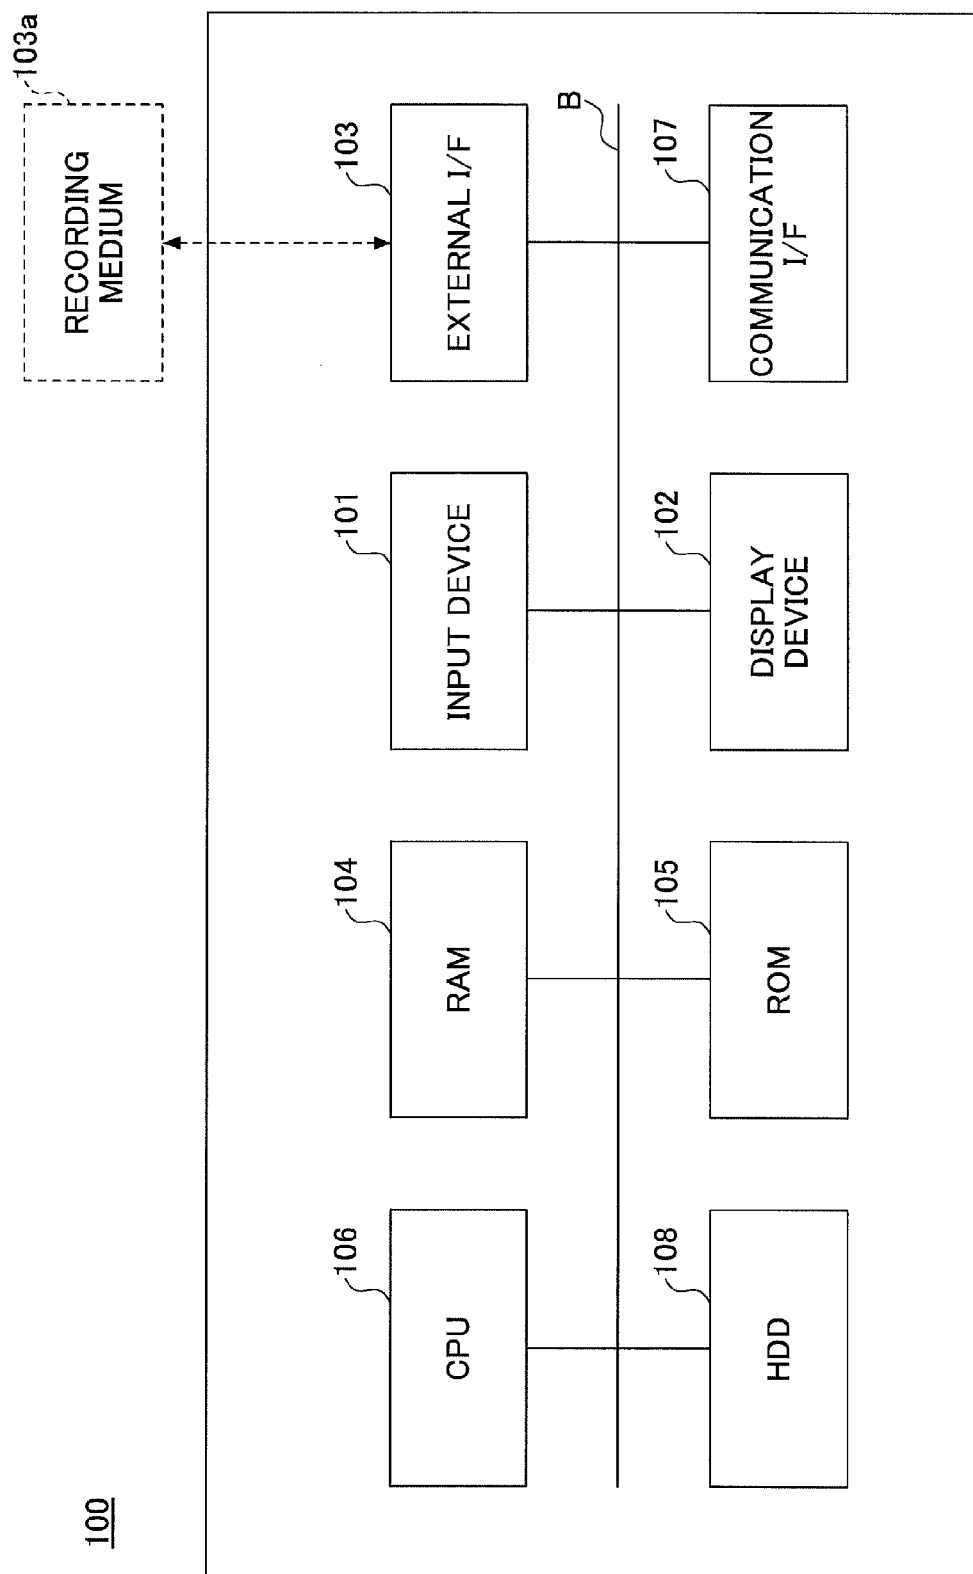 100
106
CPU
104
RAM
101
INPUT DEVICE
103
EXTERNAL I/F
103a
RECORDING
MEDIUM
B
108
HDD
105
ROM
102
DISPLAY
DEVICE
107
COMMUNICATION
I/F